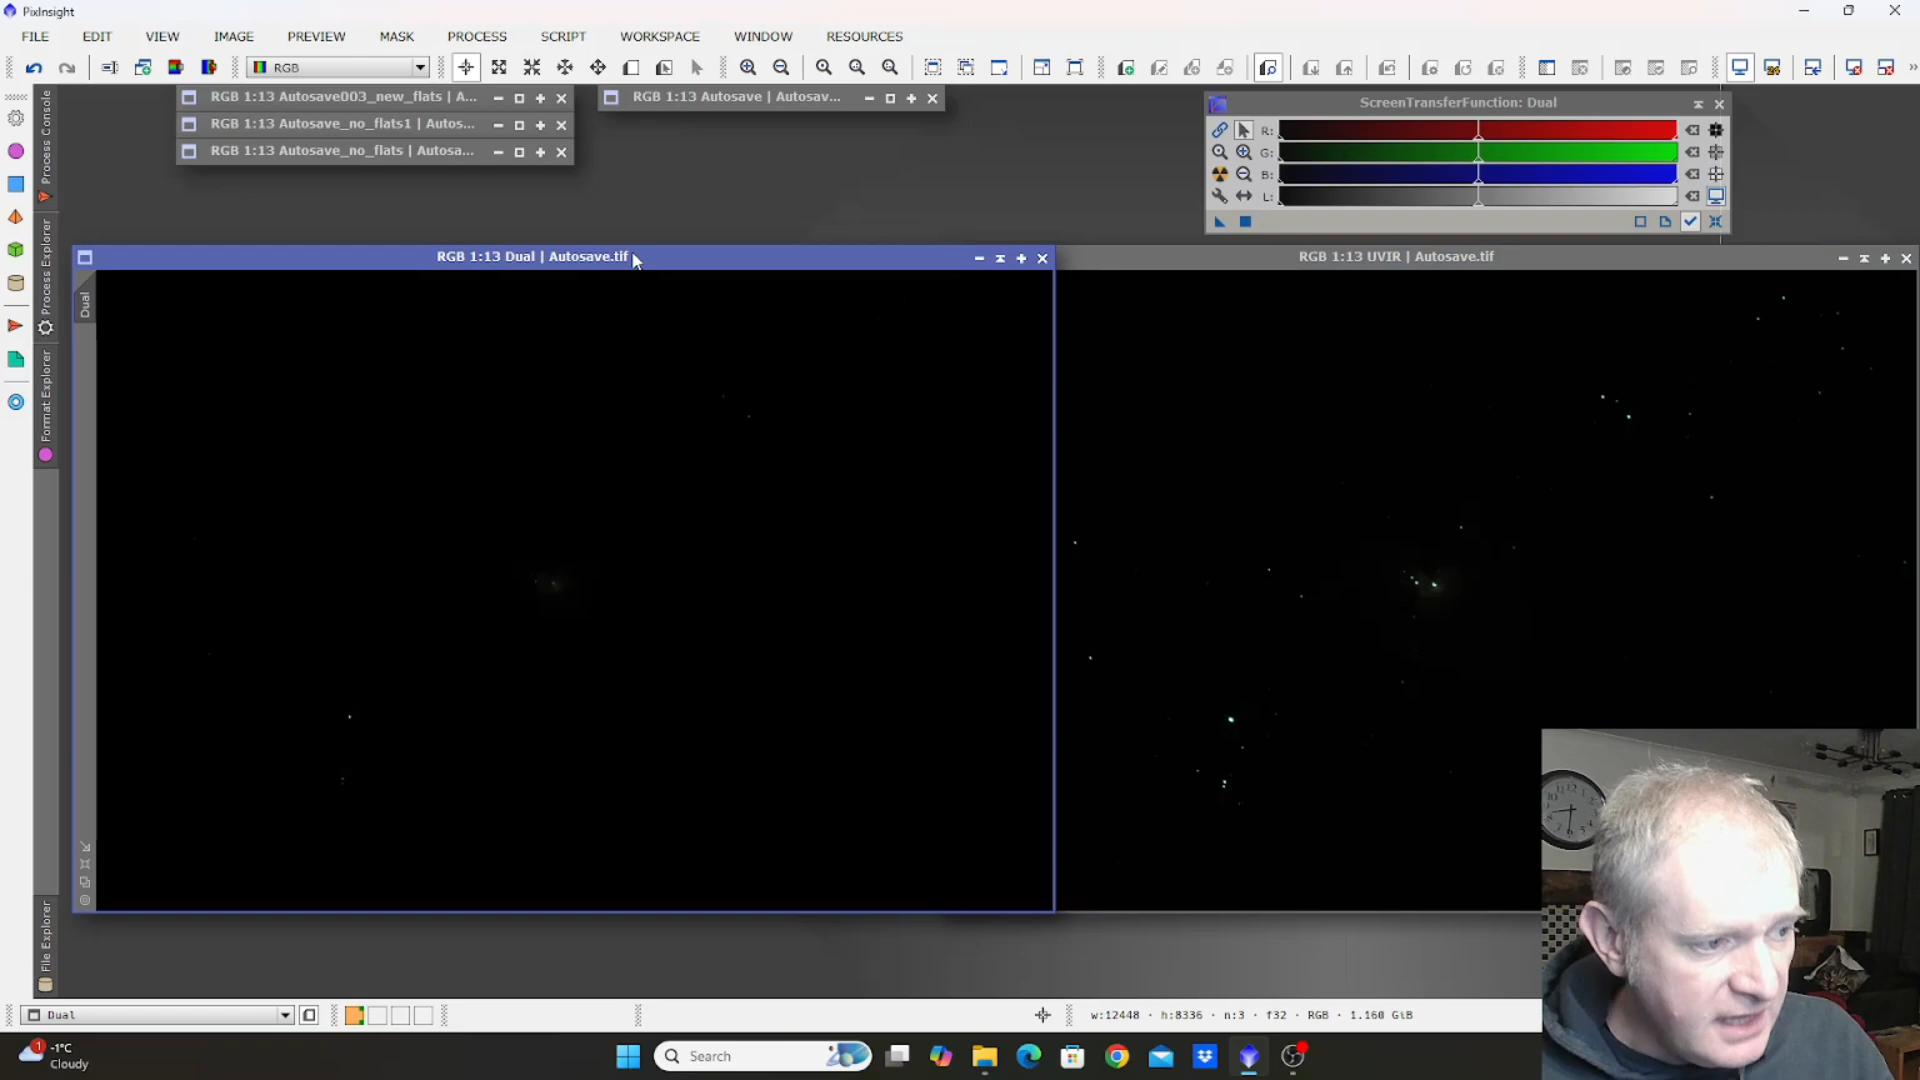 PixInsight
FILE EDIT VIEW IMAGE PREVIEW MASK PROCESS SCRIPT WORKSPACE WINDOW RESOURCES
RGB
RGB 1:13 Autosave003_new_flats | A...
RGB 1:13 Autosave | Autosav...
RGB 1:13 Autosave_no_flats1 | Autos...
RGB 1:13 Autosave_no_flats | Autosa...
ScreenTransferFunction: Dual
R:
G:
B:
L:
Process Console
Process Explorer
Format Explorer
File Explorer
RGB 1:13 Dual | Autosave.tif
RGB 1:13 UVIR | Autosave.tif
Dual
Dual
w:12448 · h:8336 · n:3 · f32 · RGB · 1.160 GiB
1
-1°C
Cloudy
Search